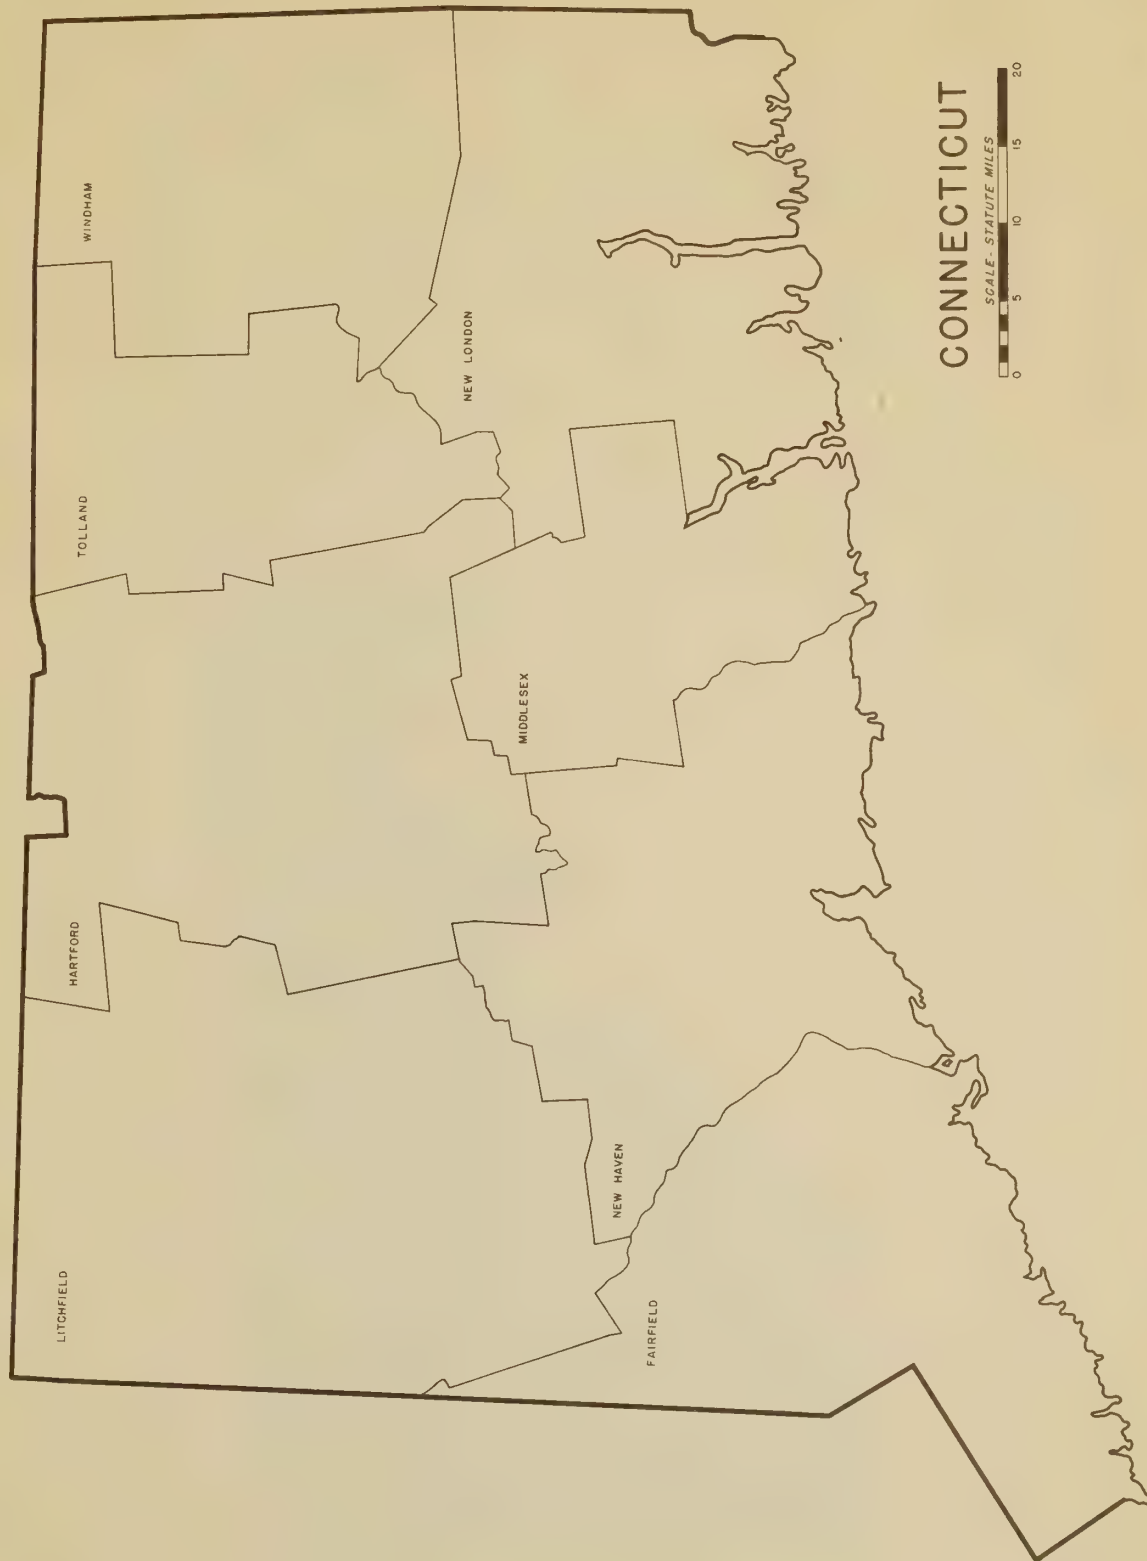 LITCHFIELD
HARTFORD
TOLLAND
WINDHAM
FAIRFIELD
NEW HAVEN
MIDDLESEX
NEW LONDON
CONNECTICUT
SCALE - STATUTE MILES
0 5 10 15 20